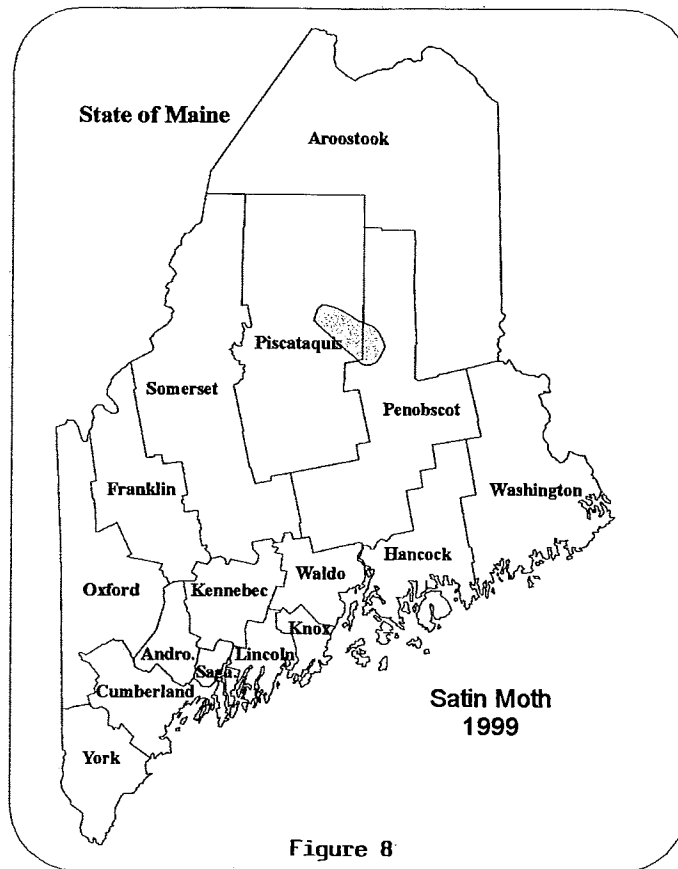 State of Maine
Aroostook
Piscataquis
Somerset
Penobscot
Franklin
Washington
Hancock
Oxford
Kennebec
Waldo
Knox
Andro.
Lincoln
Saga.
Cumberland
Satin Moth
1999
York
Figure 8